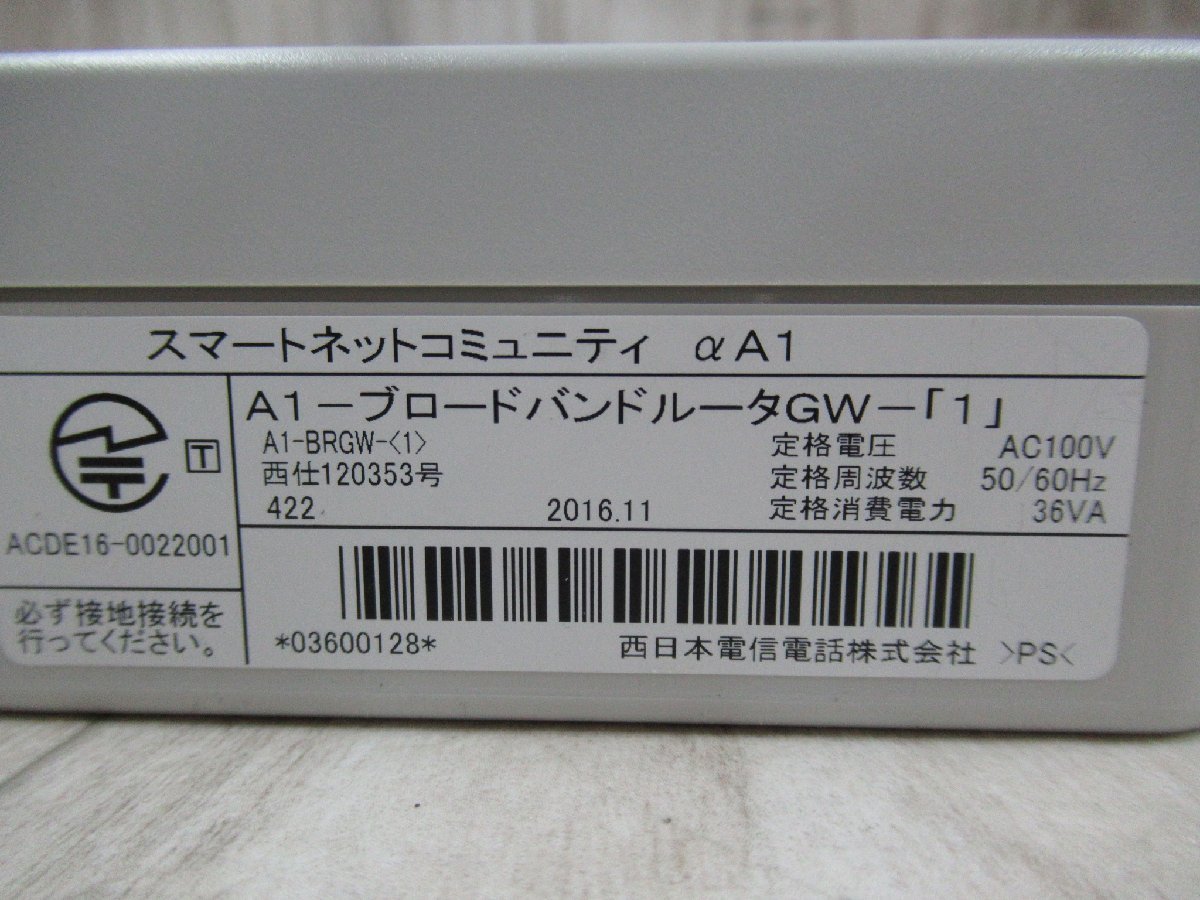 スマートネットコミュニティ αA1
A1-ブロードバンドルータGW-「1」
A1-BRGW-<1>
西仕120353号
422
2016.11
定格電圧 AC100V
定格周波数 50/60Hz
定格消費電力 36VA
T
ACDE16-0022001
必ず接地接続を
行ってください。
*03600128*
西日本電信電話株式会社 >PS<